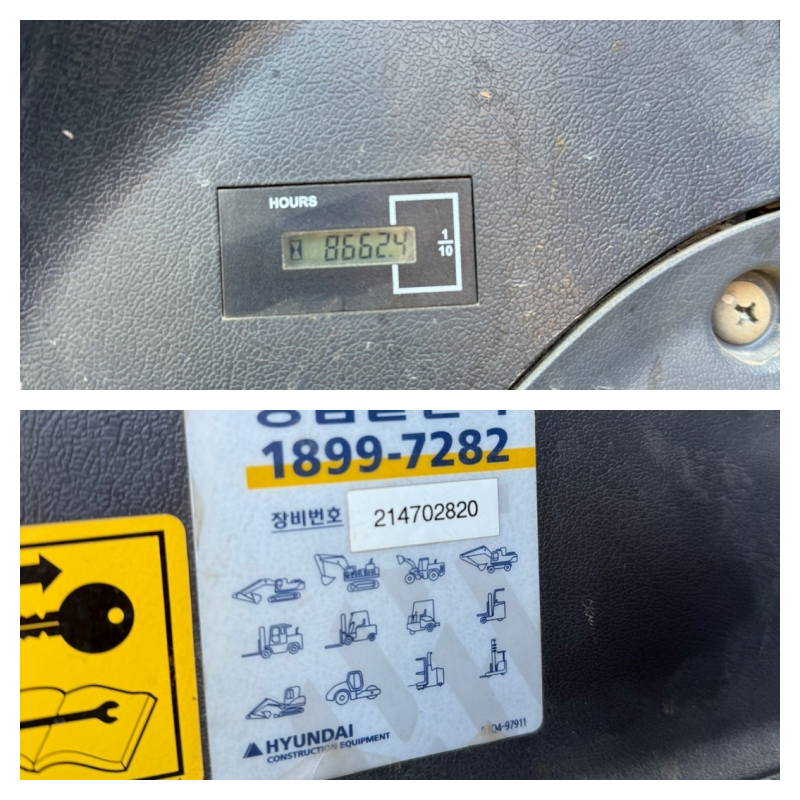 HOURS
8662.4
1
10
1899-7282
장비번호 214702820
HYUNDAI
CONSTRUCTION EQUIPMENT